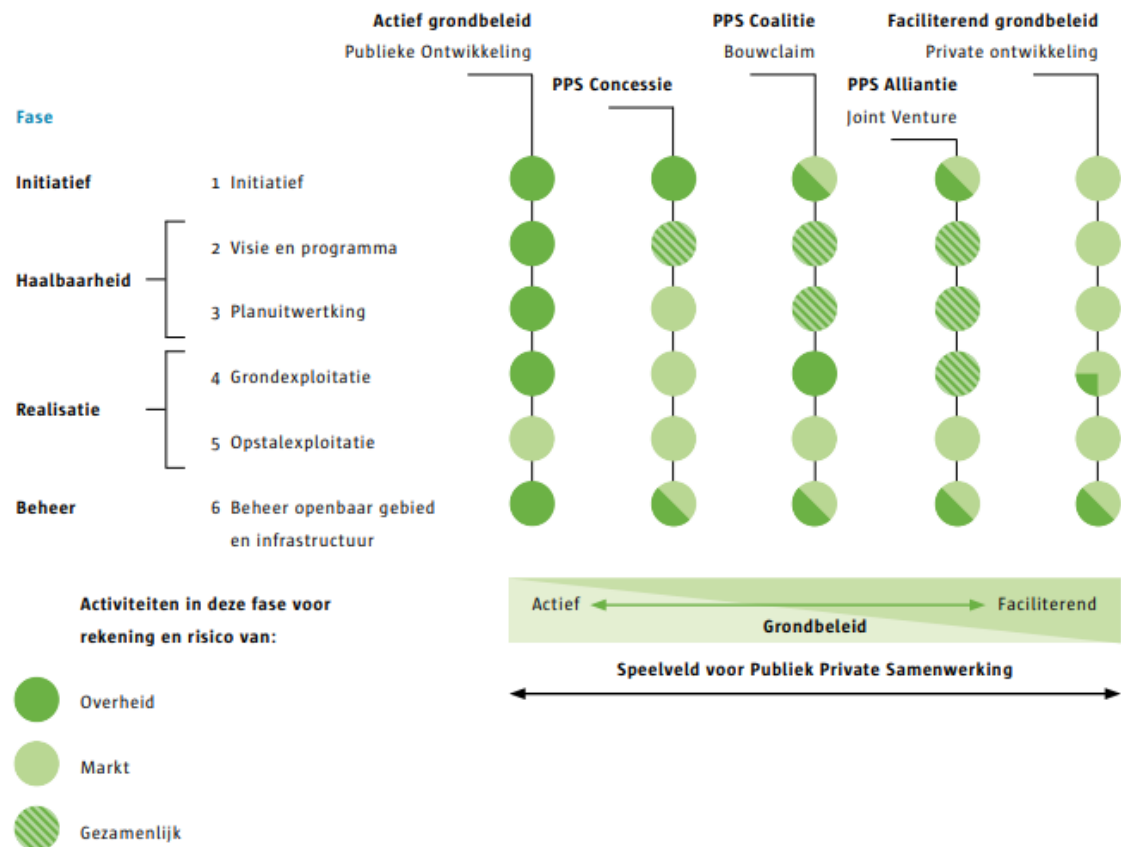 Actief grondbeleid
Publieke Ontwikkeling
PPS Concessie
PPS Coalitie
Bouwclaim
PPS Alliantie
Joint Venture
Faciliterend grondbeleid
Private ontwikkeling
Fase
Initiatief
1 Initiatief
Haalbaarheid
2 Visie en programma
3 Planuitwertking
Realisatie
4 Grondexploitatie
5 Opstalexploitatie
Beheer
6 Beheer openbaar gebied
en infrastructuur
Activiteiten in deze fase voor
rekening en risico van:
Overheid
Markt
Gezamenlijk
Actief
Faciliterend
Grondbeleid
Speelveld voor Publiek Private Samenwerking